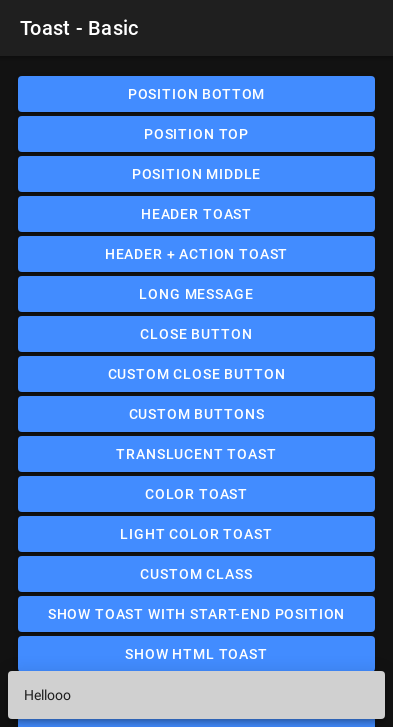 Toast - Basic
POSITION BOTTOM
POSITION TOP
POSITION MIDDLE
HEADER TOAST
HEADER + ACTION TOAST
LONG MESSAGE
CLOSE BUTTON
CUSTOM CLOSE BUTTON
CUSTOM BUTTONS
TRANSLUCENT TOAST
COLOR TOAST
LIGHT COLOR TOAST
CUSTOM CLASS
SHOW TOAST WITH START-END POSITION
SHOW HTML TOAST
Hellooo